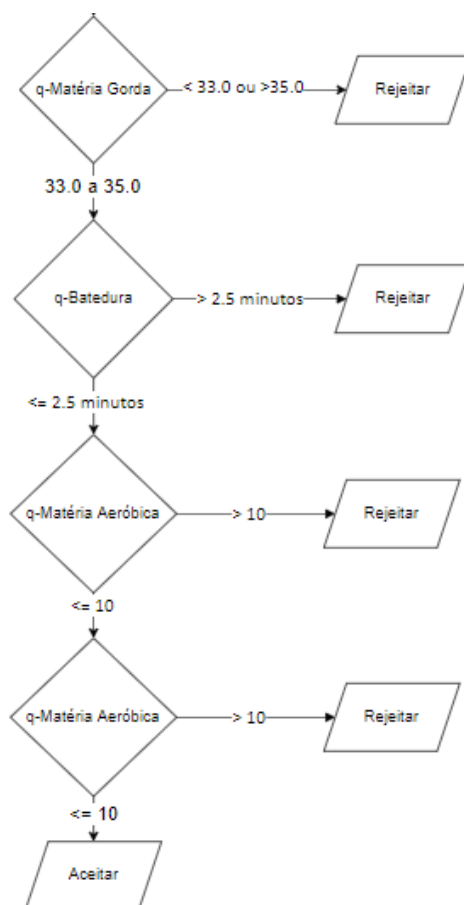 q-Matéria Gorda
< 33.0 ou >35.0
Rejeitar
33.0 a 35.0
q-Batedura
> 2.5 minutos
Rejeitar
<= 2.5 minutos
q-Matéria Aeróbica
> 10
Rejeitar
<= 10
q-Matéria Aeróbica
> 10
Rejeitar
<= 10
Aceitar